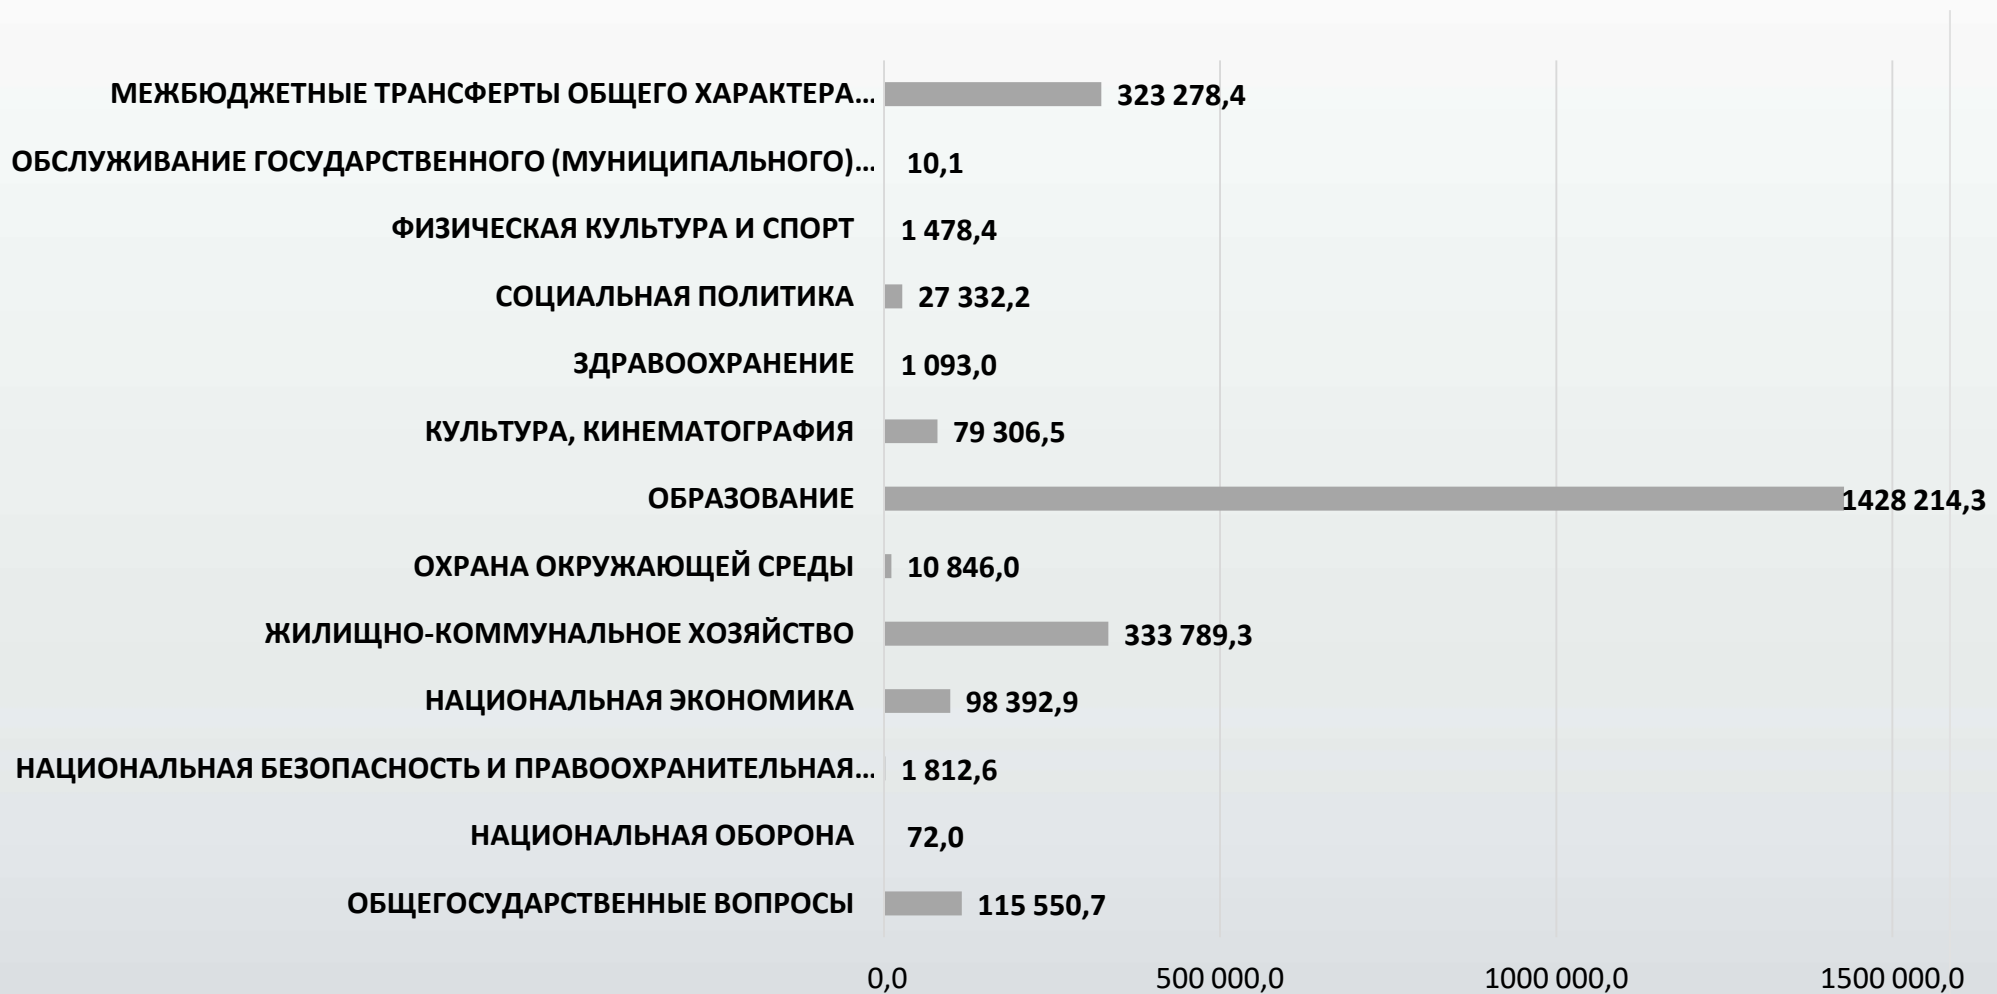 МЕЖБЮДЖЕТНЫЕ ТРАНСФЕРТЫ ОБЩЕГО ХАРАКТЕРА... 323 278,4
ОБСЛУЖИВАНИЕ ГОСУДАРСТВЕННОГО (МУНИЦИПАЛЬНОГО)... 10,1
ФИЗИЧЕСКАЯ КУЛЬТУРА И СПОРТ 1 478,4
СОЦИАЛЬНАЯ ПОЛИТИКА 27 332,2
ЗДРАВООХРАНЕНИЕ 1 093,0
КУЛЬТУРА, КИНЕМАТОГРАФИЯ 79 306,5
ОБРАЗОВАНИЕ 1428 214,3
ОХРАНА ОКРУЖАЮЩЕЙ СРЕДЫ 10 846,0
ЖИЛИЩНО-КОММУНАЛЬНОЕ ХОЗЯЙСТВО 333 789,3
НАЦИОНАЛЬНАЯ ЭКОНОМИКА 98 392,9
НАЦИОНАЛЬНАЯ БЕЗОПАСНОСТЬ И ПРАВООХРАНИТЕЛЬНАЯ... 1 812,6
НАЦИОНАЛЬНАЯ ОБОРОНА 72,0
ОБЩЕГОСУДАРСТВЕННЫЕ ВОПРОСЫ 115 550,7
0,0 500 000,0 1000 000,0 1500 000,0